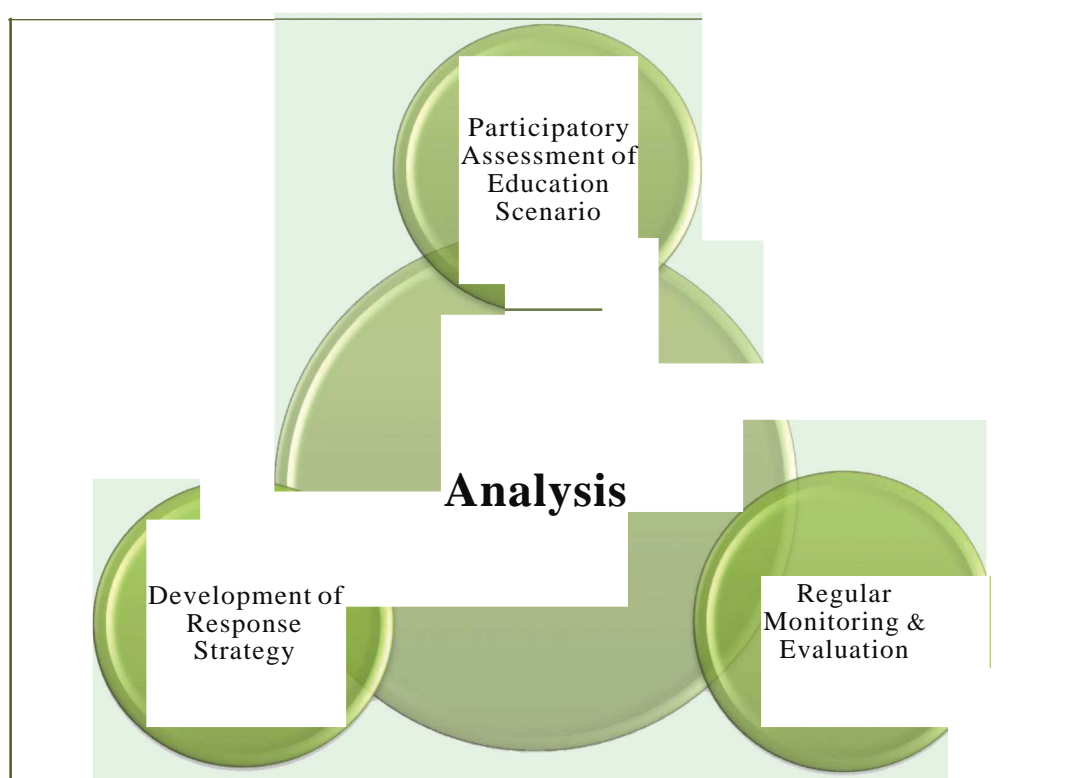 Participatory
Assessment of
Education
Scenario
Analysis
Development of
Response
Strategy
Regular
Monitoring &
Evaluation